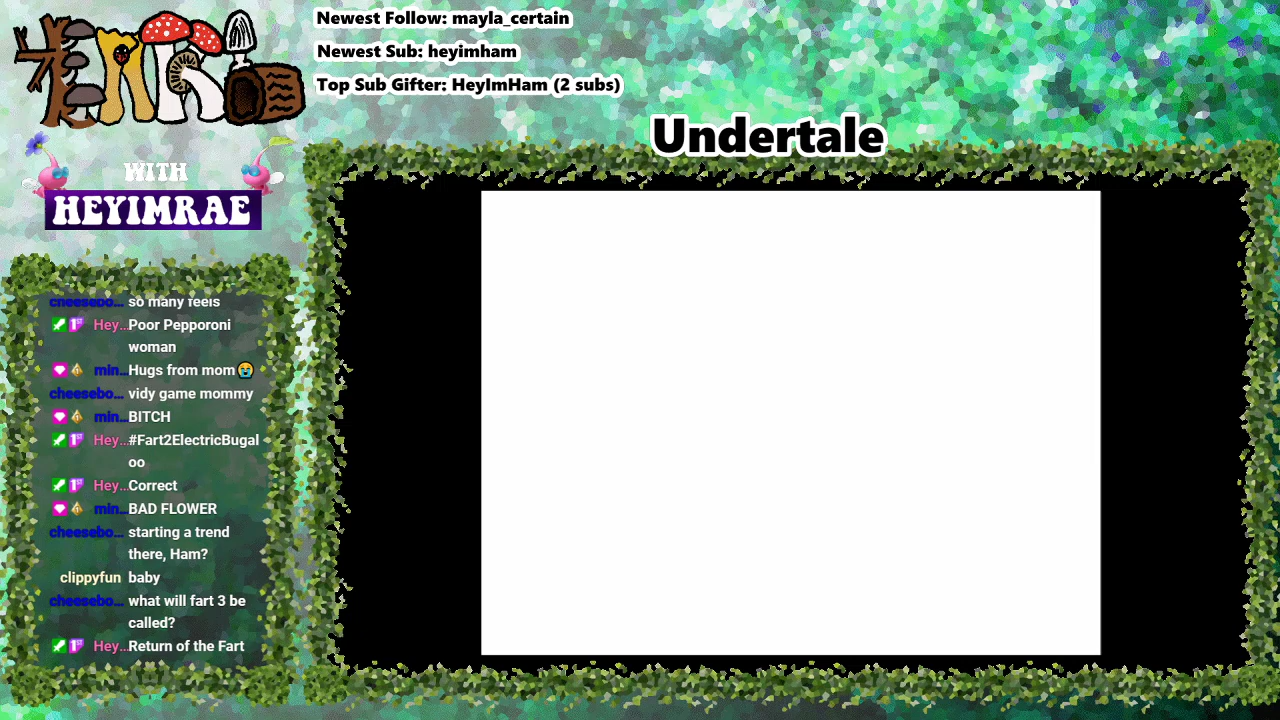 Newest Follow: mayla_certain
Newest Sub: heyimham
Top Sub Gifter: HeyImHam (2 subs)
Undertale
WITH
HEYIMRAE
cheesebo... so many feels
Hey... Poor Pepporoni
woman
min... Hugs from mom😭
cheesebo... vidy game mommy
min... BITCH
Hey... #Fart2ElectricBugal
oo
Hey... Correct
min... BAD FLOWER
cheesebo... starting a trend
there, Ham?
clippyfun baby
cheesebo... what will fart 3 be
called?
Hey... Return of the Fart